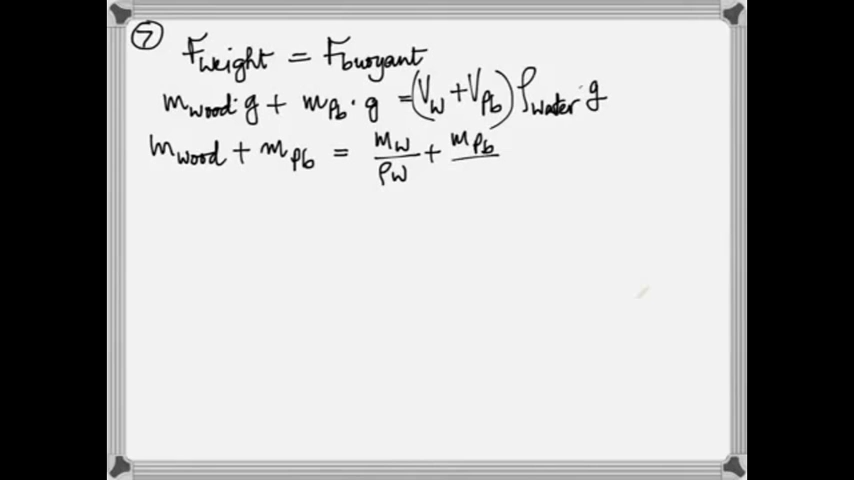 ⑦ F_weight = F_buoyant
m_wood · g + m_Pb · g = (V_W + V_Pb) ρ_water · g
m_wood + m_Pb = m_W/ρ_W + m_Pb/